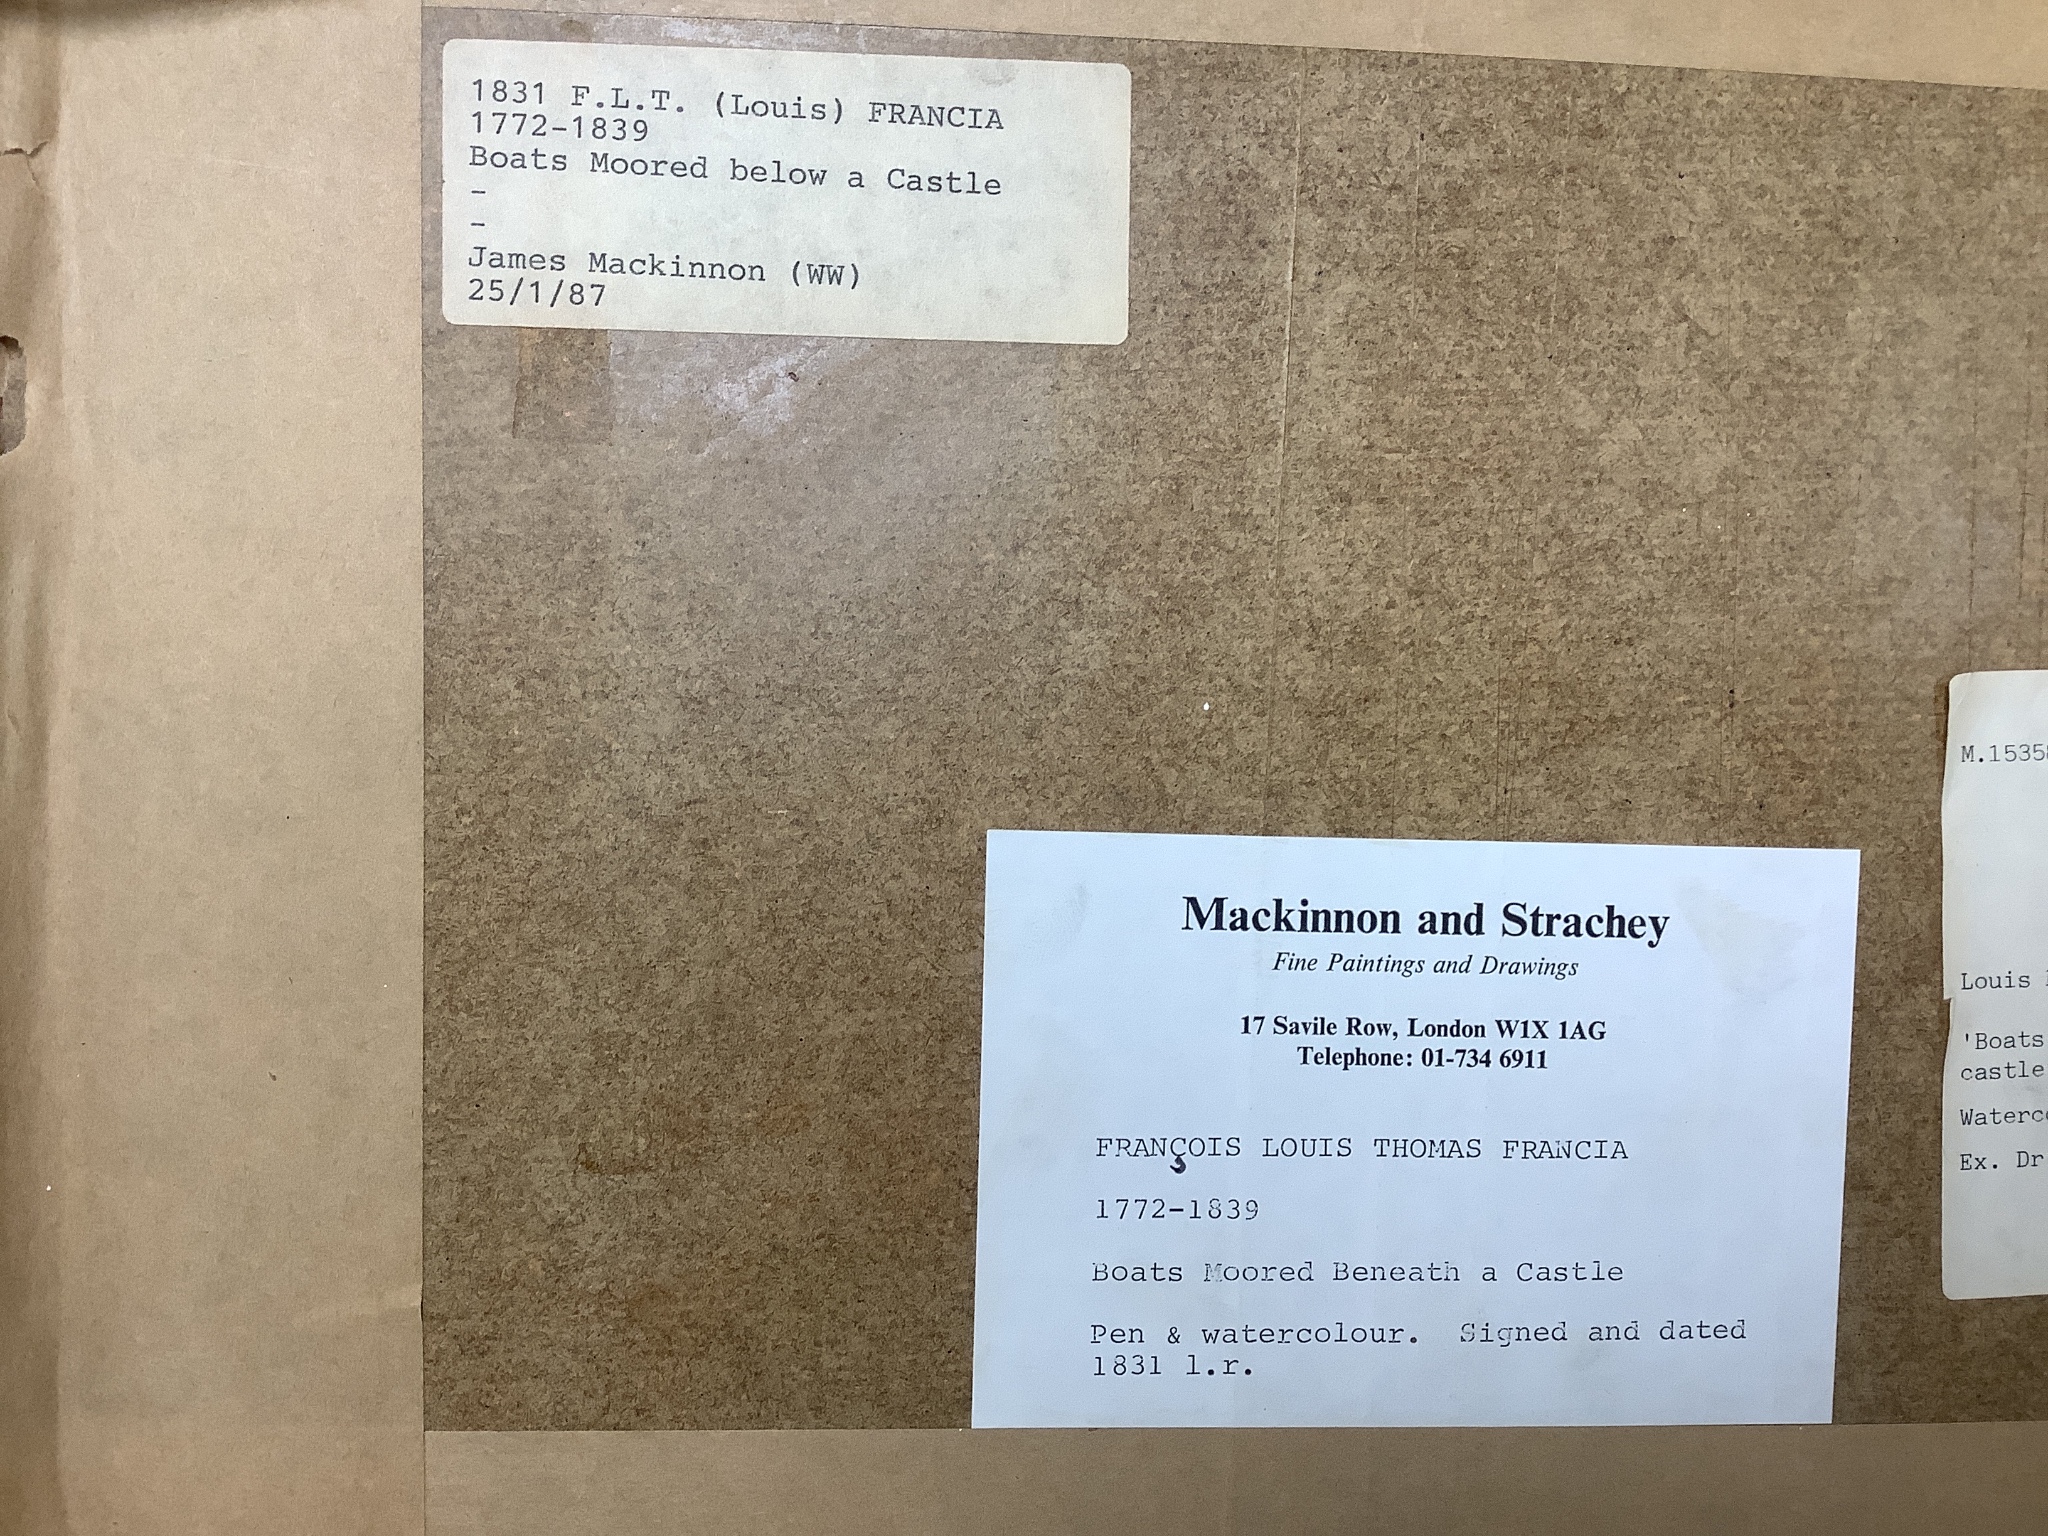 1831 F.L.T. (Louis) FRANCIA
1772-1839
Boats Moored below a Castle
-
-
James Mackinnon (WW)
25/1/87
Mackinnon and Strachey
Fine Paintings and Drawings
17 Savile Row, London W1X 1AG
Telephone: 01-734 6911
FRANÇOIS LOUIS THOMAS FRANCIA
1772-1839
Boats Moored Beneath a Castle
Pen & watercolour. Signed and dated
1831 l.r.
M.1535
Louis
'Boats
castle
Waterc
Ex. Dr